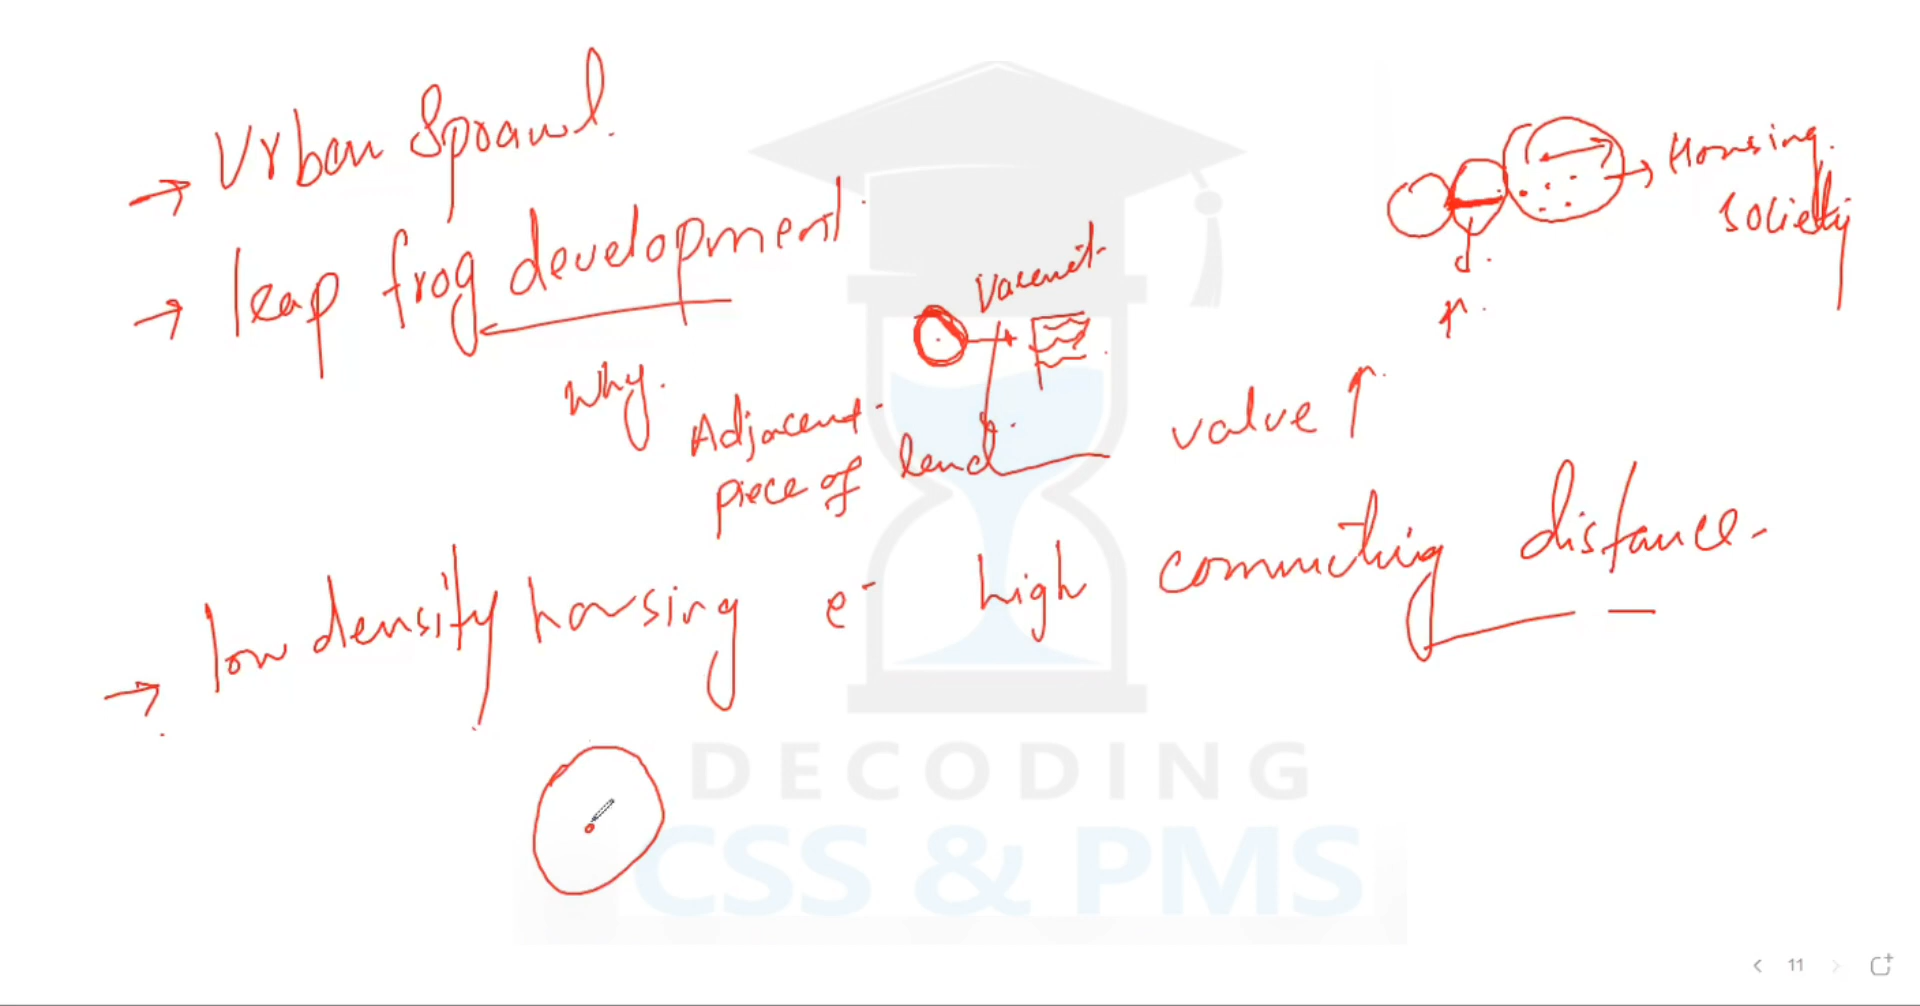 → Urban Sprawl.
→ leap frog development.
Why.
Vacenit.
Adjacent
piece of land.
value ↑
→ low density housing e- high commuting distance-
→ Housing.
Society
DECODING
CSS & PMS
11